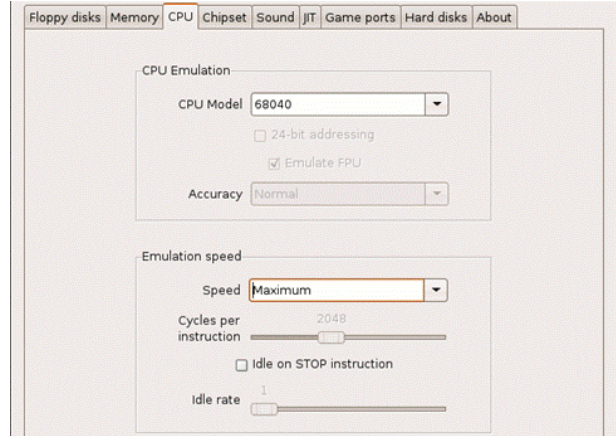 Floppy disks Memory CPU Chipset Sound JIT Game ports Hard disks About
CPU Emulation
CPU Model 68040
24-bit addressing
Emulate FPU
Accuracy Normal
Emulation speed
Speed Maximum
Cycles per
instruction 2048
Idle on STOP instruction
Idle rate 1